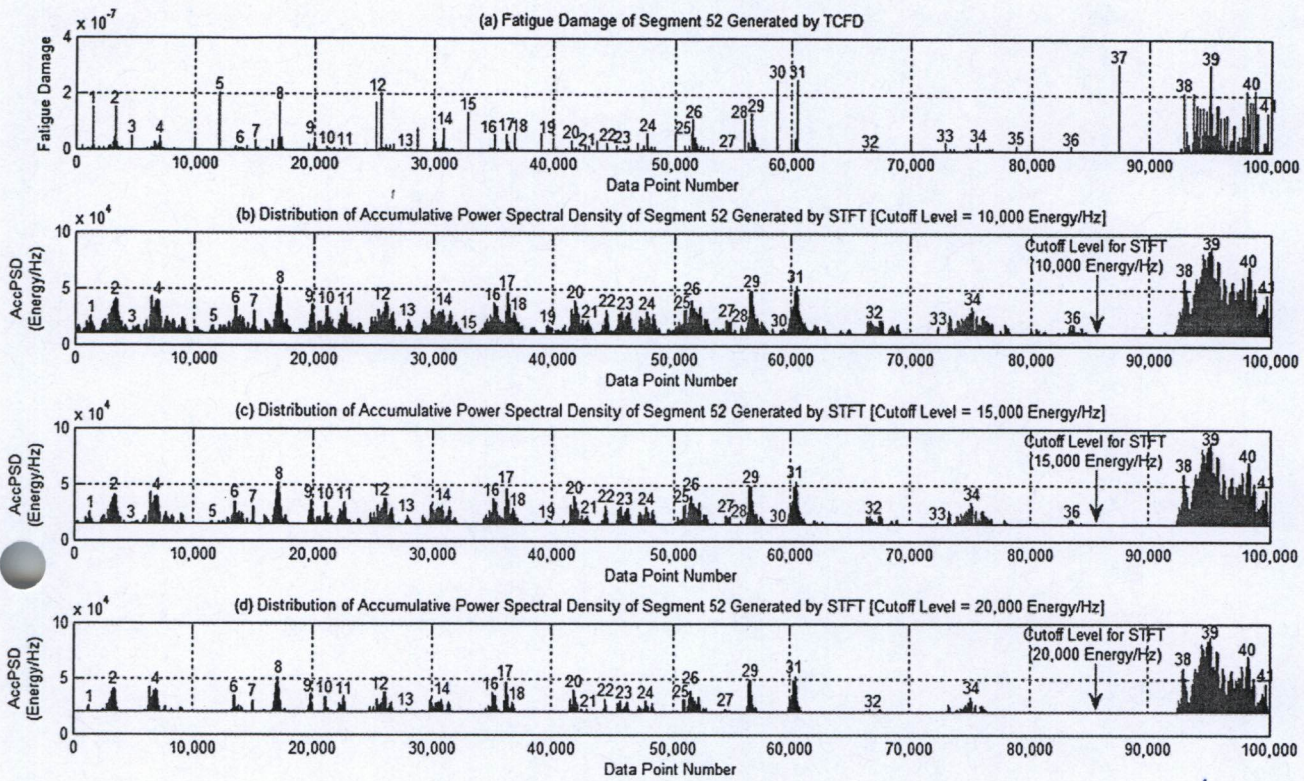 (a) Fatigue Damage of Segment 52 Generated by TCFD
x 10⁻⁷
Fatigue Damage
4
2
0
1 2 3 4 5 6 7 8 9 10 11 12 13 14 15 16 17 18 19 20 21 22 23 24 25 26 27 28 29 30 31 32 33 34 35 36 37 38 39 40 41
0 10,000 20,000 30,000 40,000 50,000 60,000 70,000 80,000 90,000 100,000
Data Point Number
(b) Distribution of Accumulative Power Spectral Density of Segment 52 Generated by STFT [Cutoff Level = 10,000 Energy/Hz]
x 10⁴
AccPSD
(Energy/Hz)
10
5
0
Cutoff Level for STFT
(10,000 Energy/Hz)
1 2 3 4 5 6 7 8 9 10 11 12 13 14 15 16 17 18 19 20 21 22 23 24 25 26 27 28 29 30 31 32 33 34 36 38 39 40 41
0 10,000 20,000 30,000 40,000 50,000 60,000 70,000 80,000 90,000 100,000
Data Point Number
(c) Distribution of Accumulative Power Spectral Density of Segment 52 Generated by STFT [Cutoff Level = 15,000 Energy/Hz]
x 10⁴
AccPSD
(Energy/Hz)
10
5
0
Cutoff Level for STFT
(15,000 Energy/Hz)
1 2 3 4 5 6 7 8 9 10 11 12 13 14 16 17 18 19 20 21 22 23 24 25 26 27 28 29 30 31 32 33 34 36 38 39 40 41
0 10,000 20,000 30,000 40,000 50,000 60,000 70,000 80,000 90,000 100,000
Data Point Number
(d) Distribution of Accumulative Power Spectral Density of Segment 52 Generated by STFT [Cutoff Level = 20,000 Energy/Hz]
x 10⁴
AccPSD
(Energy/Hz)
10
5
0
Cutoff Level for STFT
(20,000 Energy/Hz)
1 2 4 6 7 8 9 10 11 12 13 14 16 17 18 20 21 22 23 24 25 26 27 29 31 32 34 38 39 40 41
0 10,000 20,000 30,000 40,000 50,000 60,000 70,000 80,000 90,000 100,000
Data Point Number